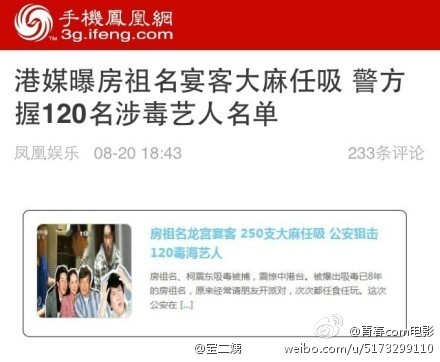 手機鳳凰網
3g.ifeng.com
港媒曝房祖名宴客大麻任吸 警方
握120名涉毒艺人名单
凤凰娱乐 08-20 18:43 233条评论
房祖名龙宫宴客 250支大麻任吸 公安狙击
120毒海艺人
房祖名、柯震东吸毒被捕，震惊中港台。被爆出吸毒已8年
的房祖名，原来经常请朋友开派对，次次都任食任玩。这次
公安在 [...]
@青春com电影
@全二姨
weibo.com/u/5173299110